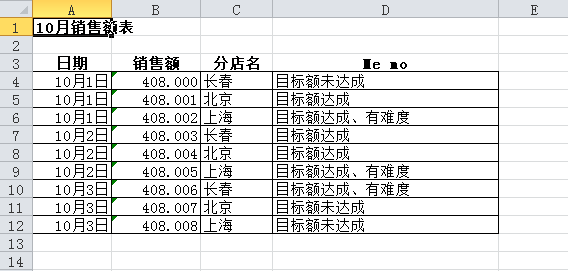 A B C D E
1 10月销售额表
2
3 日期 销售额 分店名 Memo
4 10月1日 408.000 长春 目标额未达成
5 10月1日 408.001 北京 目标额达成
6 10月1日 408.002 上海 目标额达成、有难度
7 10月2日 408.003 长春 目标额达成
8 10月2日 408.004 北京 目标额达成
9 10月2日 408.005 上海 目标额达成、有难度
10 10月3日 408.006 长春 目标额达成、有难度
11 10月3日 408.007 北京 目标额未达成
12 10月3日 408.008 上海 目标额未达成
13
14